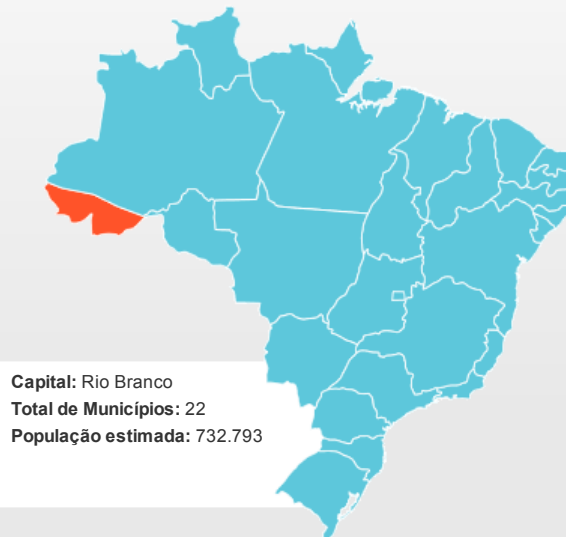 Capital: Rio Branco
Total de Municípios: 22
População estimada: 732.793